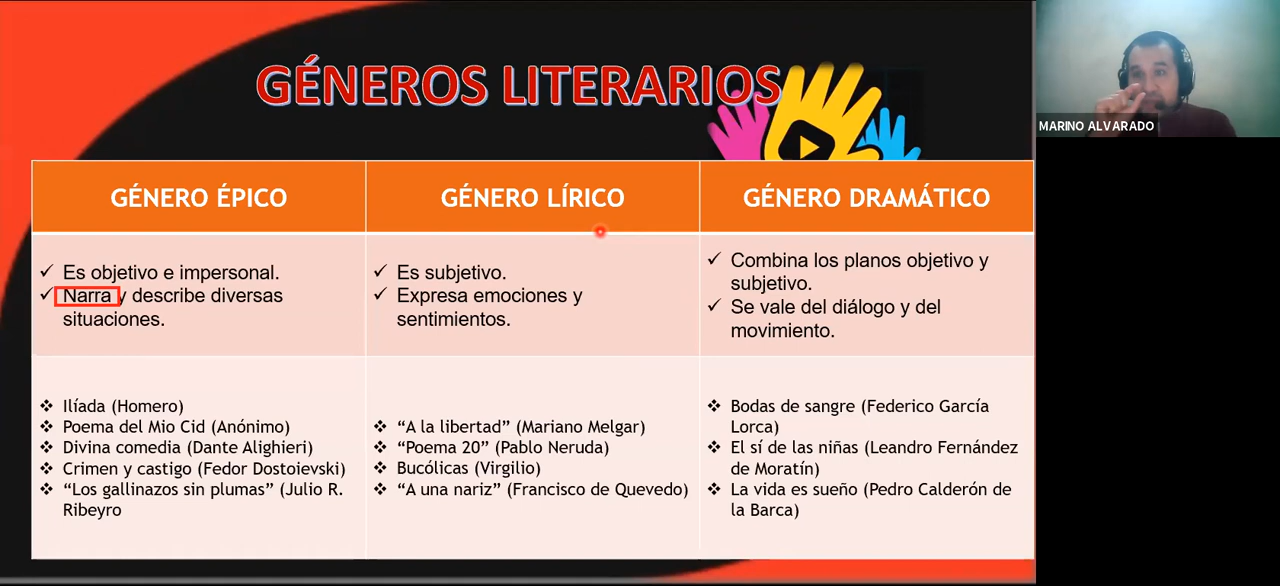 GÉNEROS LITERARIOS
MARINO ALVARADO
GÉNERO ÉPICO
GÉNERO LÍRICO
GÉNERO DRAMÁTICO
Es objetivo e impersonal.
Narra y describe diversas
situaciones.
Es subjetivo.
Expresa emociones y
sentimientos.
Combina los planos objetivo y
subjetivo.
Se vale del diálogo y del
movimiento.
Ilíada (Homero)
Poema del Mio Cid (Anónimo)
Divina comedia (Dante Alighieri)
Crimen y castigo (Fedor Dostoievski)
“Los gallinazos sin plumas” (Julio R.
Ribeyro
“A la libertad” (Mariano Melgar)
“Poema 20” (Pablo Neruda)
Bucólicas (Virgilio)
“A una nariz” (Francisco de Quevedo)
Bodas de sangre (Federico García
Lorca)
El sí de las niñas (Leandro Fernández
de Moratín)
La vida es sueño (Pedro Calderón de
la Barca)